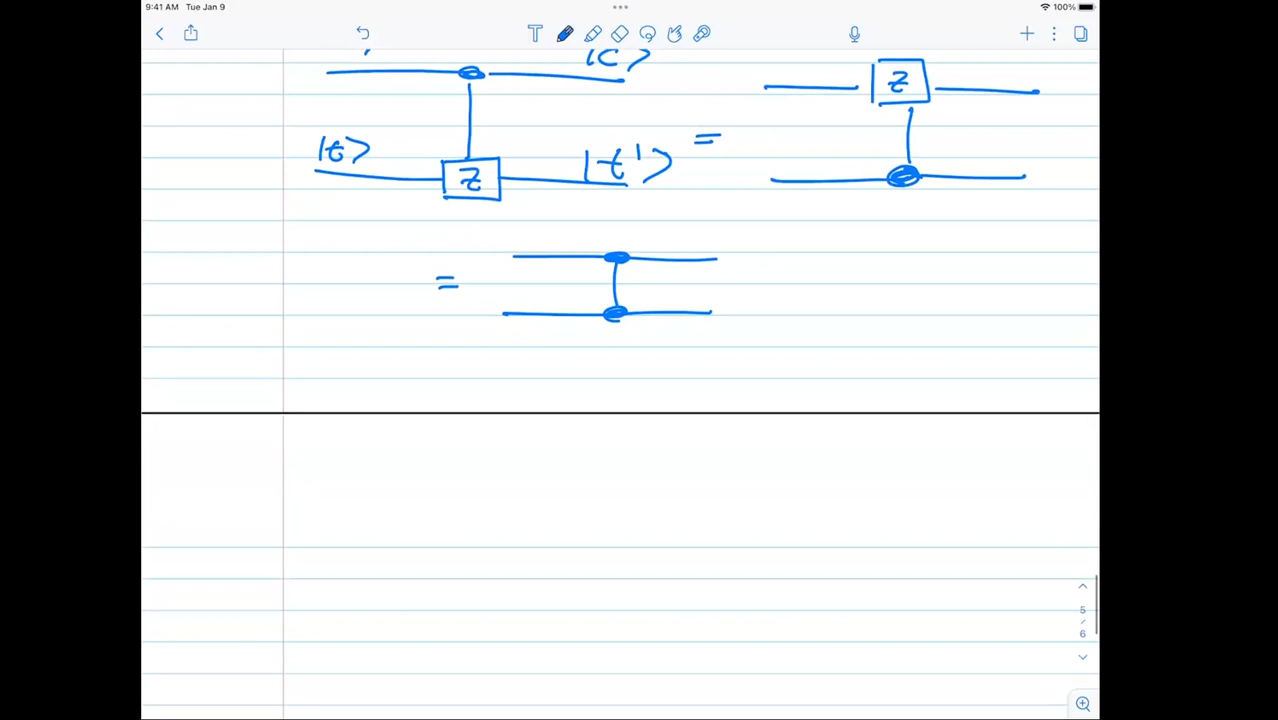 9:41 AM Tue Jan 9
100%
T
|c⟩
Z
|t⟩
|t'⟩
=
Z
=
5
/
6